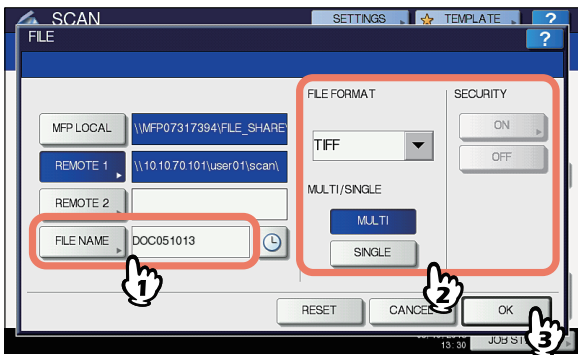 SCAN
SETTINGS
TEMPLATE
?
FILE
?
FILE FORMAT
SECURITY
MFP LOCAL
\\MFP07317394\FILE_SHARE\
TIFF
ON
REMOTE 1
\\10.10.70.101\user01\scan\
OFF
REMOTE 2
MULTI/SINGLE
MULTI
FILE NAME
DOC051013
SINGLE
1
2
RESET
CANCEL
OK
3
13:30